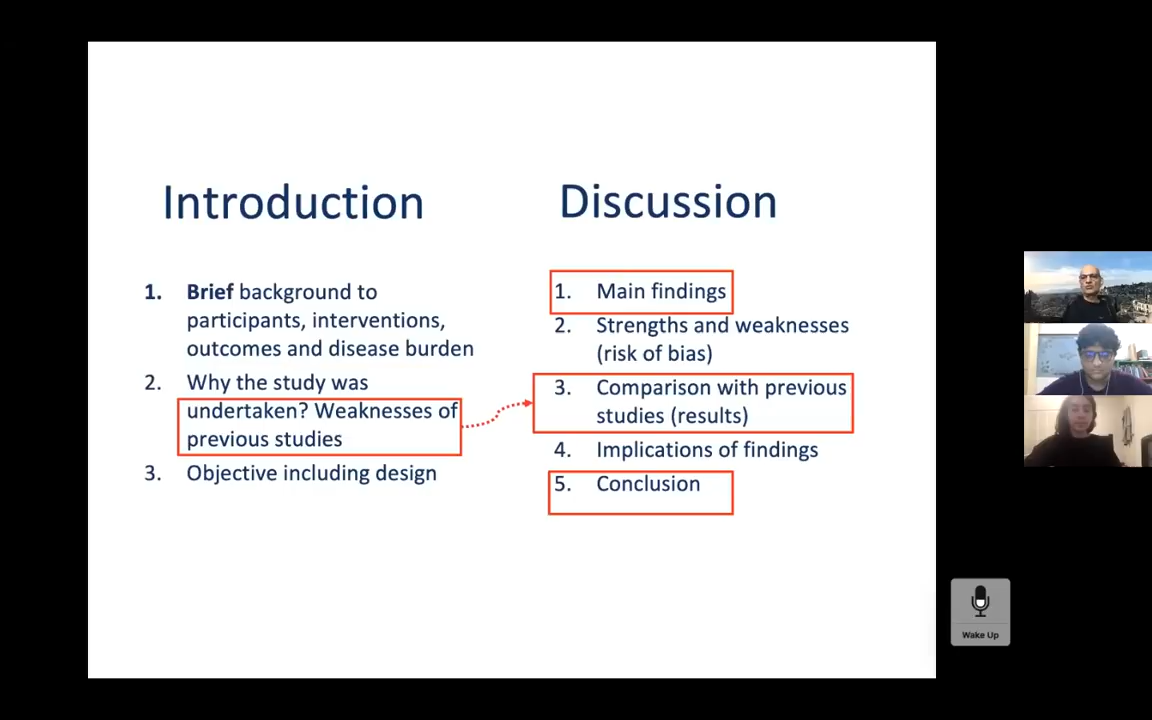 Introduction
1. Brief background to
participants, interventions,
outcomes and disease burden
2. Why the study was
undertaken? Weaknesses of
previous studies
3. Objective including design
Discussion
1. Main findings
2. Strengths and weaknesses
(risk of bias)
3. Comparison with previous
studies (results)
4. Implications of findings
5. Conclusion
Wake Up